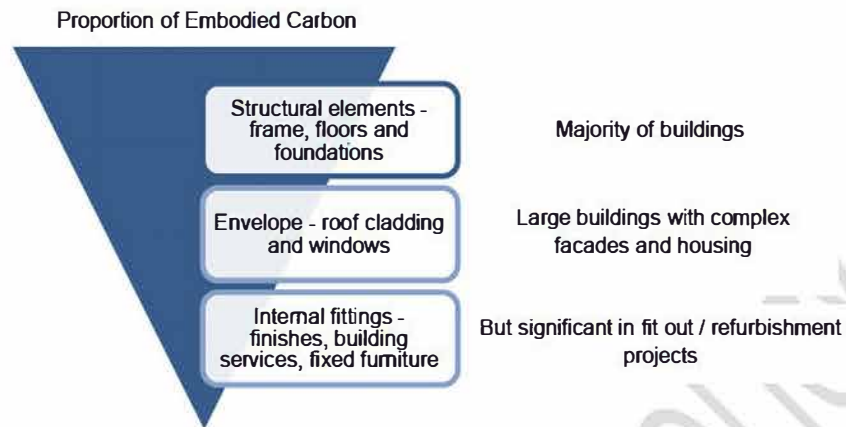 Proportion of Embodied Carbon
Structural elements -
frame, floors and
foundations
Majority of buildings
Envelope - roof cladding
and windows
Large buildings with complex
facades and housing
Internal fittings -
finishes, building
services, fixed furniture
But significant in fit out / refurbishment
projects